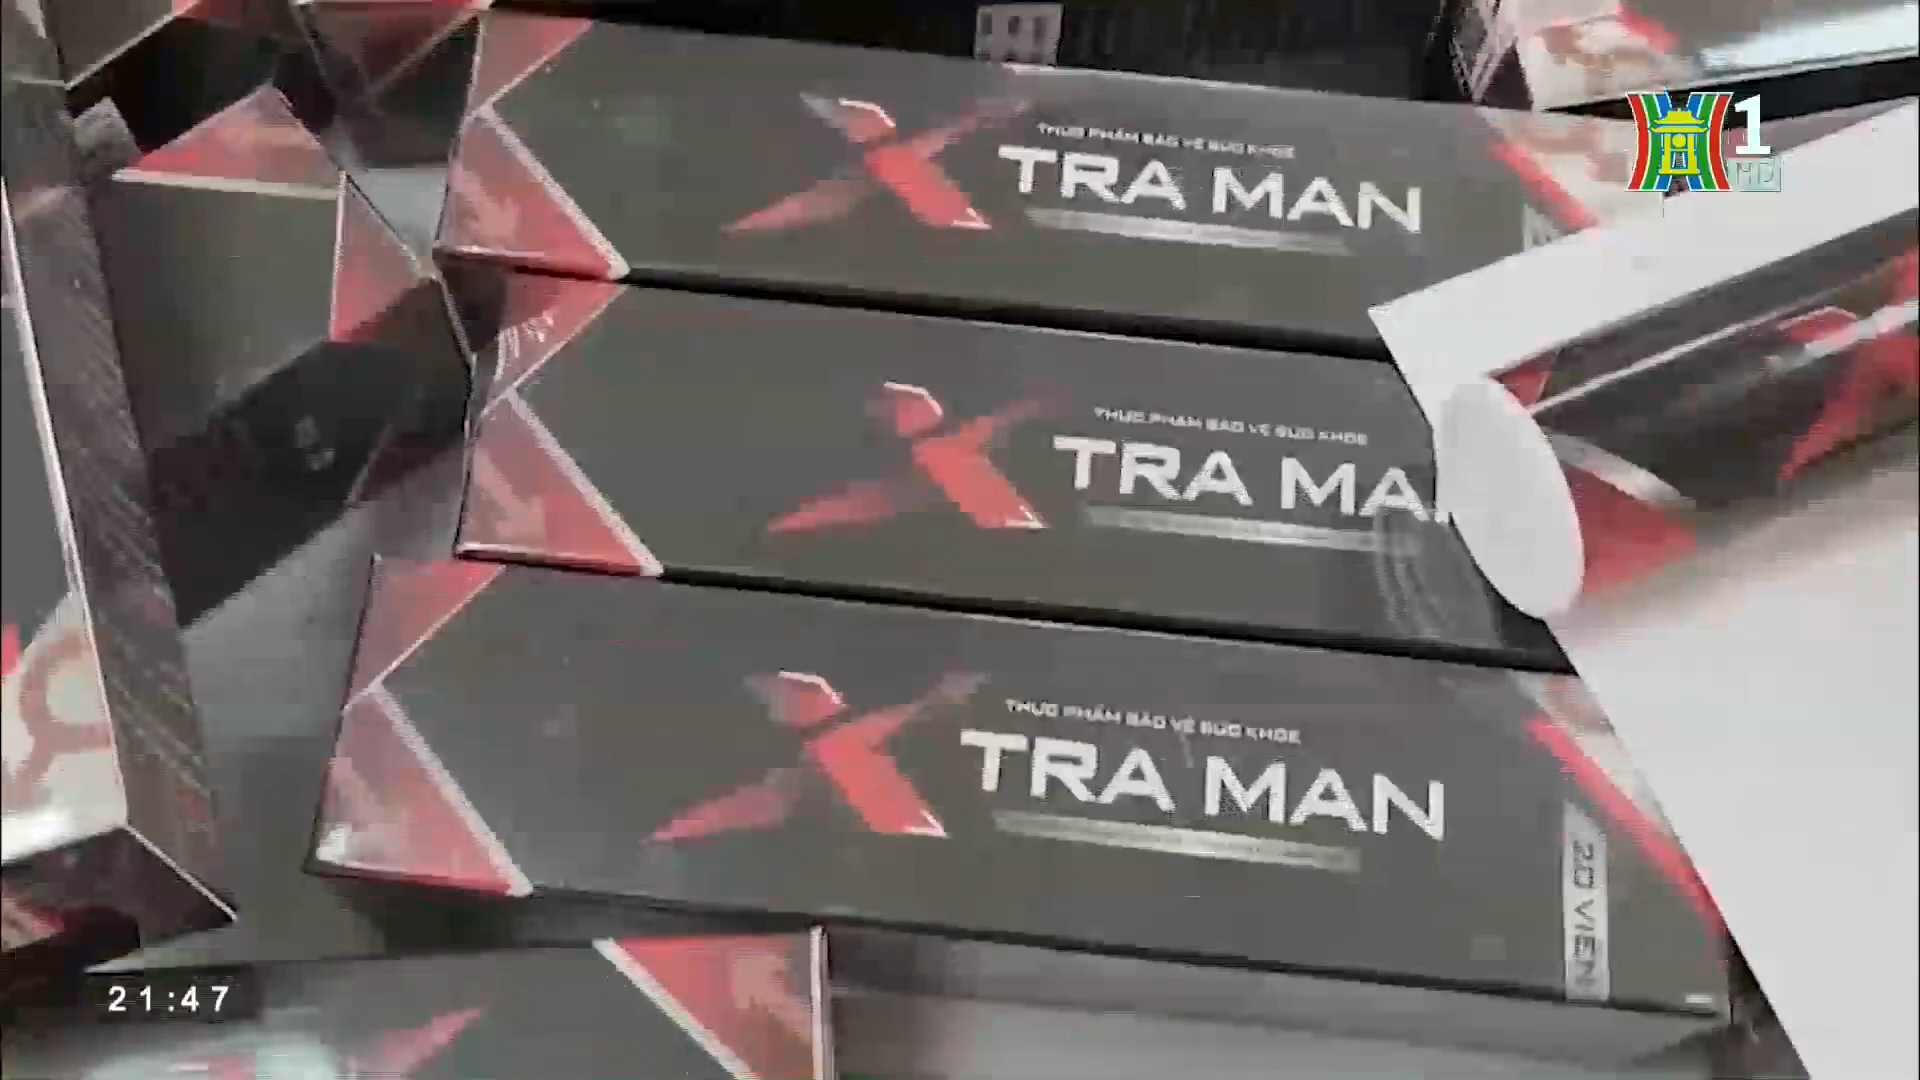 1
HD
THỰC PHẨM BẢO VỆ SỨC KHỎE
TRA MAN
THỰC PHẨM BẢO VỆ SỨC KHỎE
TRA MA
THỰC PHẨM BẢO VỆ SỨC KHỎE
TRA MAN
20 VIÊN
21:47